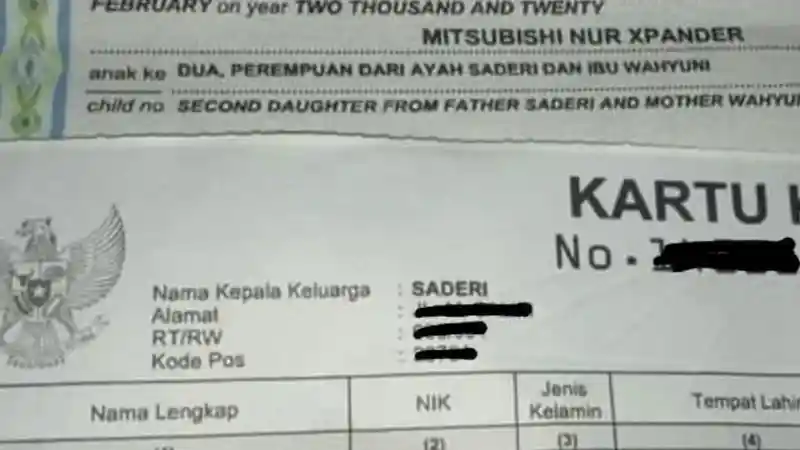 FEBRUARY on year TWO THOUSAND AND TWENTY
MITSUBISHI NUR XPANDER
anak ke DUA, PEREMPUAN DARI AYAH SADERI DAN IBU WAHYUNI
child no SECOND DAUGHTER FROM FATHER SADERI AND MOTHER WAHYU
KARTU
No.
Nama Kepala Keluarga : SADERI
Alamat :
RT/RW :
Kode Pos :
Nama Lengkap NIK Jenis Kelamin Tempat Lahir
(2) (3) (4)